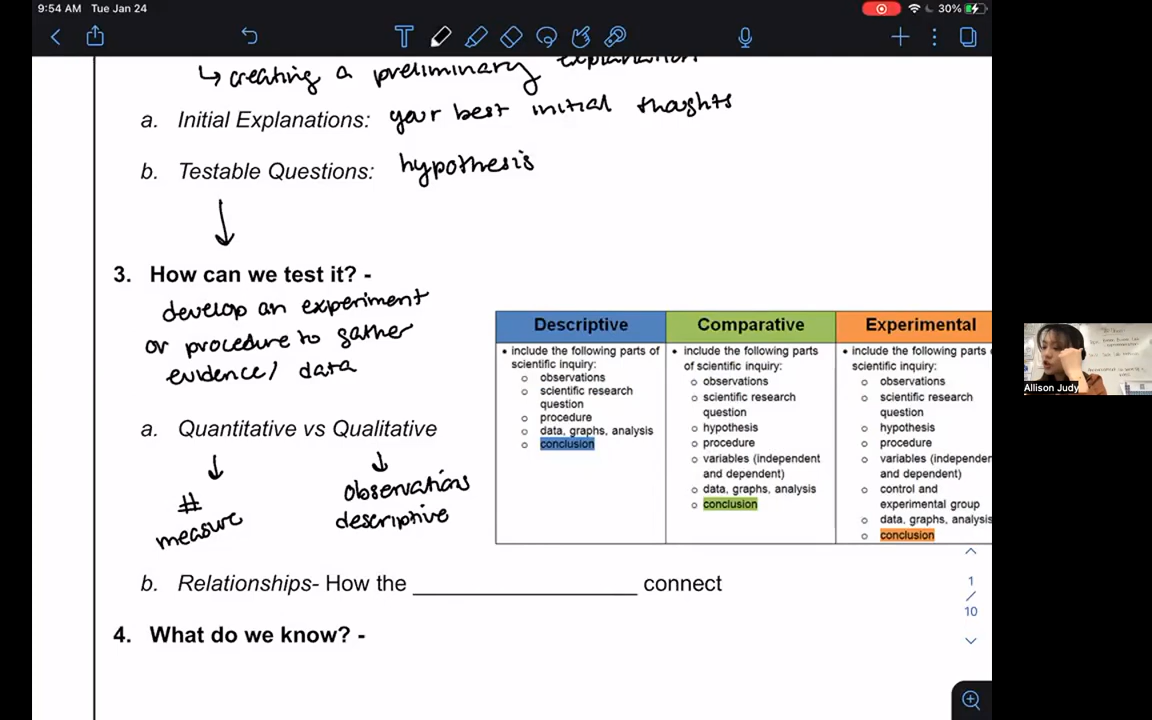 9:54 AM Tue Jan 24
30%
↳ creating a preliminary explanation
a. Initial Explanations: your best initial thoughts
b. Testable Questions: hypothesis
3. How can we test it? -
develop an experiment
or procedure to gather
evidence / data
a. Quantitative vs Qualitative
#
measure
observations
descriptive
Descriptive
• include the following parts of
scientific inquiry:
o observations
o scientific research
question
o procedure
o data, graphs, analysis
o conclusion
Comparative
• include the following parts
of scientific inquiry:
o observations
o scientific research
question
o hypothesis
o procedure
o variables (independent
and dependent)
o data, graphs, analysis
o conclusion
Experimental
• include the following parts
scientific inquiry:
o observations
o scientific research
question
o hypothesis
o procedure
o variables (independen
and dependent)
o control and
experimental group
o data, graphs, analysis
o conclusion
b. Relationships- How the ____________________ connect
4. What do we know? -
1
/
10
Allison Judy